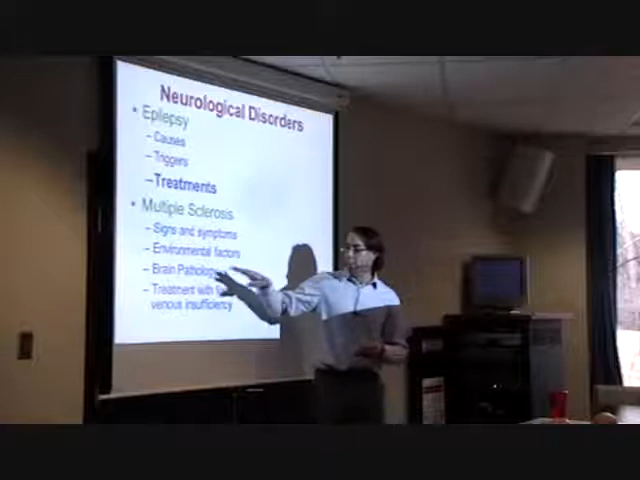 Neurological Disorders
• Epilepsy
– Causes
– Triggers
–Treatments
• Multiple Sclerosis
– Signs and symptoms
– Environmental factors
– Brain Pathology
– Treatment with
venous insufficiency